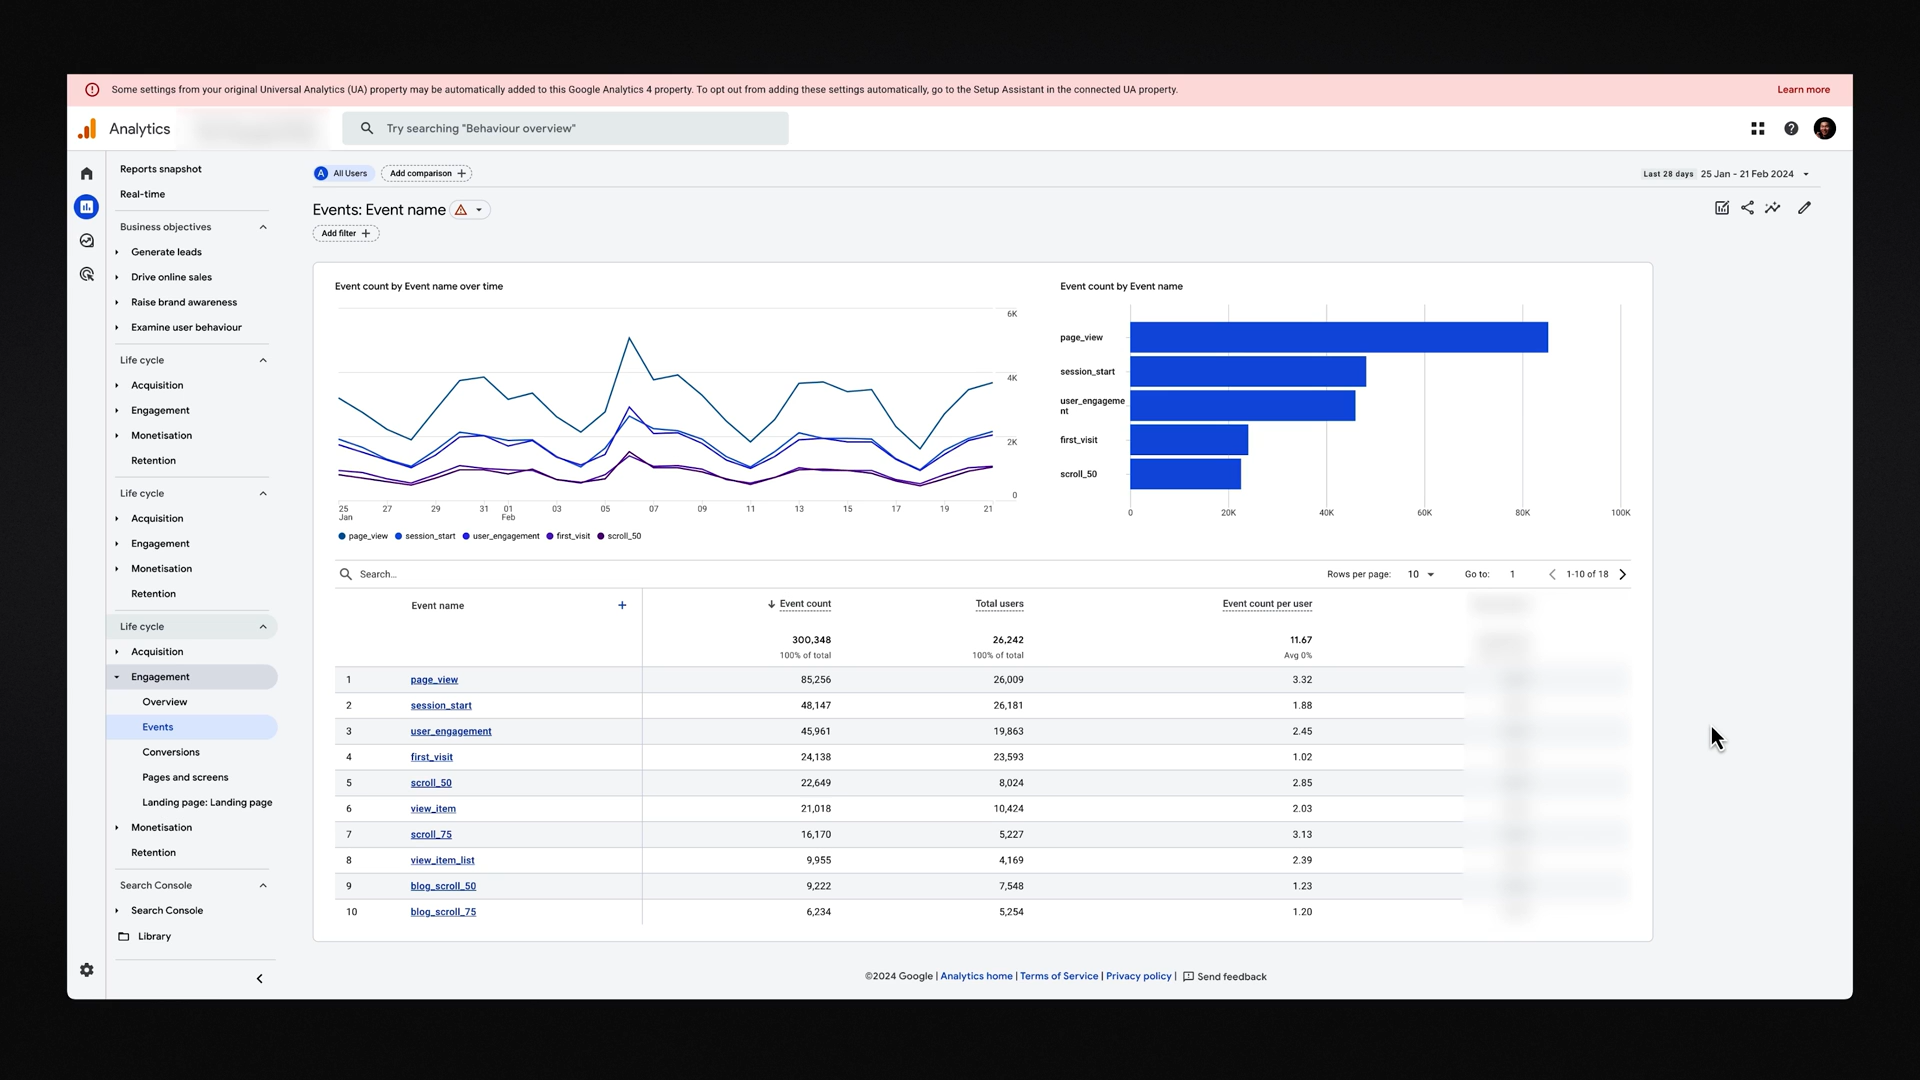 Some settings from your original Universal Analytics (UA) property may be automatically added to this Google Analytics 4 property. To opt out from adding these settings automatically, go to the Setup Assistant in the connected UA property.
Learn more
Analytics
Try searching "Behaviour overview"
Reports snapshot
Real-time
Business objectives
Generate leads
Drive online sales
Raise brand awareness
Examine user behaviour
Life cycle
Acquisition
Engagement
Monetisation
Retention
Life cycle
Acquisition
Engagement
Monetisation
Retention
Life cycle
Acquisition
Engagement
Overview
Events
Conversions
Pages and screens
Landing page: Landing page
Monetisation
Retention
Search Console
Search Console
Library
A All Users
Add comparison +
Last 28 days 25 Jan - 21 Feb 2024
Events: Event name
Add filter +
Event count by Event name over time
6K
4K
2K
0
25 27 29 31 01 03 05 07 09 11 13 15 17 19 21
Jan Feb
page_view session_start user_engagement first_visit scroll_50
Event count by Event name
page_view
session_start
user_engageme
nt
first_visit
scroll_50
0 20K 40K 60K 80K 100K
Search...
Rows per page: 10 Go to: 1 1-10 of 18
Event name + Event count Total users Event count per user
300,348 26,242 11.67
100% of total 100% of total Avg 0%
1 page_view 85,256 26,009 3.32
2 session_start 48,147 26,181 1.88
3 user_engagement 45,961 19,863 2.45
4 first_visit 24,138 23,593 1.02
5 scroll_50 22,649 8,024 2.85
6 view_item 21,018 10,424 2.03
7 scroll_75 16,170 5,227 3.13
8 view_item_list 9,955 4,169 2.39
9 blog_scroll_50 9,222 7,548 1.23
10 blog_scroll_75 6,234 5,254 1.20
©2024 Google | Analytics home | Terms of Service | Privacy policy | Send feedback